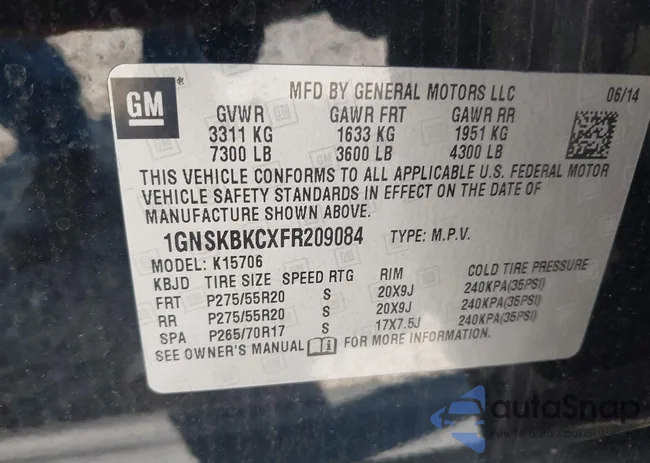 GM
MFD BY GENERAL MOTORS LLC 06/14
GVWR GAWR FRT GAWR RR
3311 KG 1633 KG 1951 KG
7300 LB 3600 LB 4300 LB
THIS VEHICLE CONFORMS TO ALL APPLICABLE U.S. FEDERAL MOTOR
VEHICLE SAFETY STANDARDS IN EFFECT ON THE DATE OF
MANUFACTURE SHOWN ABOVE.
1GNSKBKCXFR209084 TYPE: M.P.V.
MODEL: K15706
KBJD TIRE SIZE SPEED RTG RIM COLD TIRE PRESSURE
FRT P275/55R20 S 20X9J 240KPA(35PSI)
RR P275/55R20 S 20X9J 240KPA(35PSI)
SPA P265/70R17 S 17X7.5J 240KPA(35PSI)
SEE OWNER'S MANUAL FOR MORE INFORMATION.
autoSnap